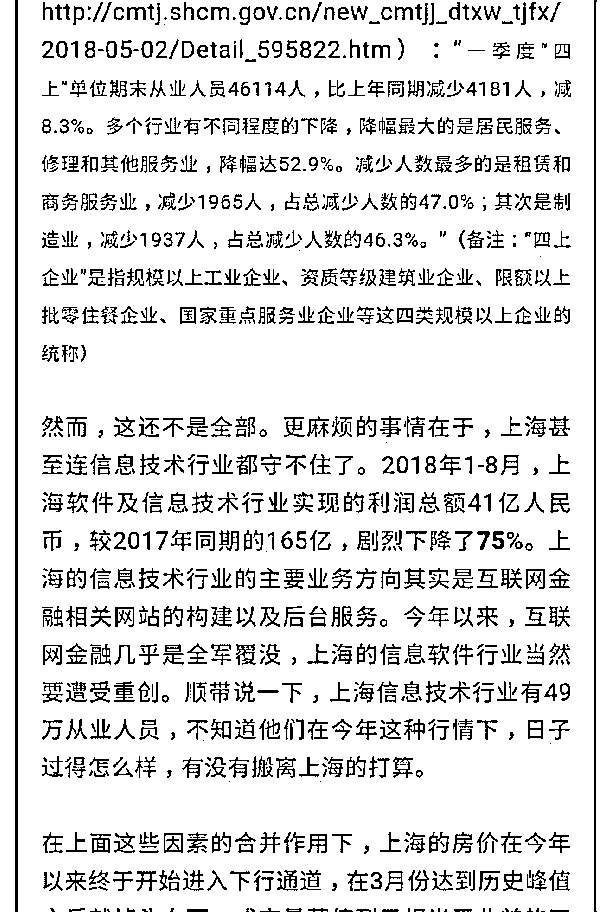 http://cmtj.shcm.gov.cn/new_cmtjj_dtxw_tjfx/
2018-05-02/Detail_595822.htm）：“一季度“四
上”单位期末从业人员46114人，比上年同期减少4181人，减
8.3%。多个行业有不同程度的下降，降幅最大的是居民服务、
修理和其他服务业，降幅达52.9%。减少人数最多的是租赁和
商务服务业，减少1965人，占总减少人数的47.0%；其次是制
造业，减少1937人，占总减少人数的46.3%。”（备注：“四上
企业”是指规模以上工业企业、资质等级建筑业企业、限额以上
批零住餐企业、国家重点服务业企业等这四类规模以上企业的
统称）
然而，这还不是全部。更麻烦的事情在于，上海甚
至连信息技术行业都守不住了。2018年1-8月，上
海软件及信息技术行业实现的利润总额41亿人民
币，较2017年同期的165亿，剧烈下降了75%。上
海的信息技术行业的主要业务方向其实是互联网金
融相关网站的构建以及后台服务。今年以来，互联
网金融几乎是全军覆没，上海的信息软件行业当然
要遭受重创。顺带说一下，上海信息技术行业有49
万从业人员，不知道他们在今年这种行情下，日子
过得怎么样，有没有搬离上海的打算。
在上面这些因素的合并作用下，上海的房价在今年
以来终于开始进入下行通道，在3月份达到历史峰值